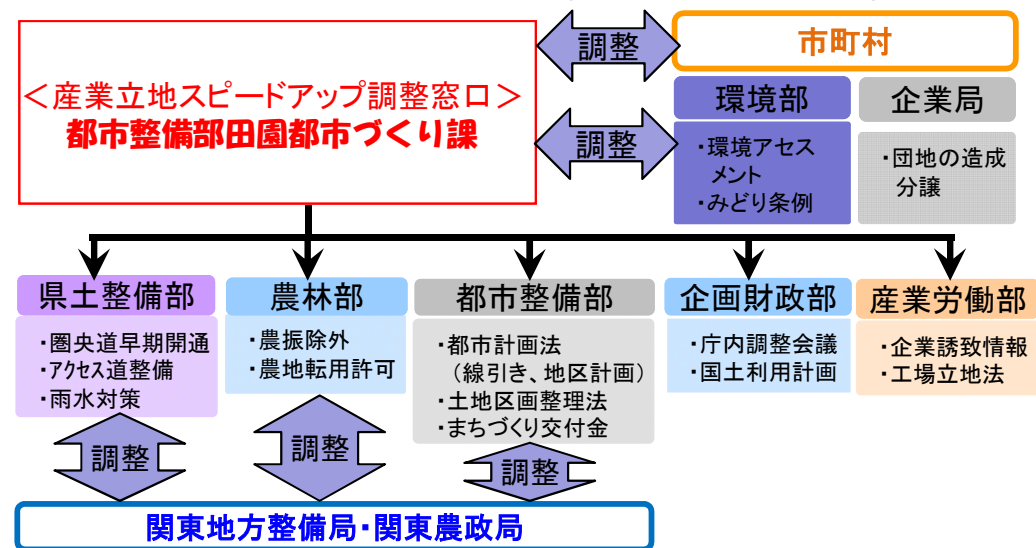 調整
市町村
＜産業立地スピードアップ調整窓口＞
都市整備部田園都市づくり課
調整
環境部
・環境アセス
メント
・みどり条例
企業局
・団地の造成
分譲
県土整備部
・圏央道早期開通
・アクセス道整備
・雨水対策
農林部
・農振除外
・農地転用許可
都市整備部
・都市計画法
（線引き、地区計画）
・土地区画整理法
・まちづくり交付金
企画財政部
・庁内調整会議
・国土利用計画
産業労働部
・企業誘致情報
・工場立地法
調整
調整
調整
関東地方整備局・関東農政局